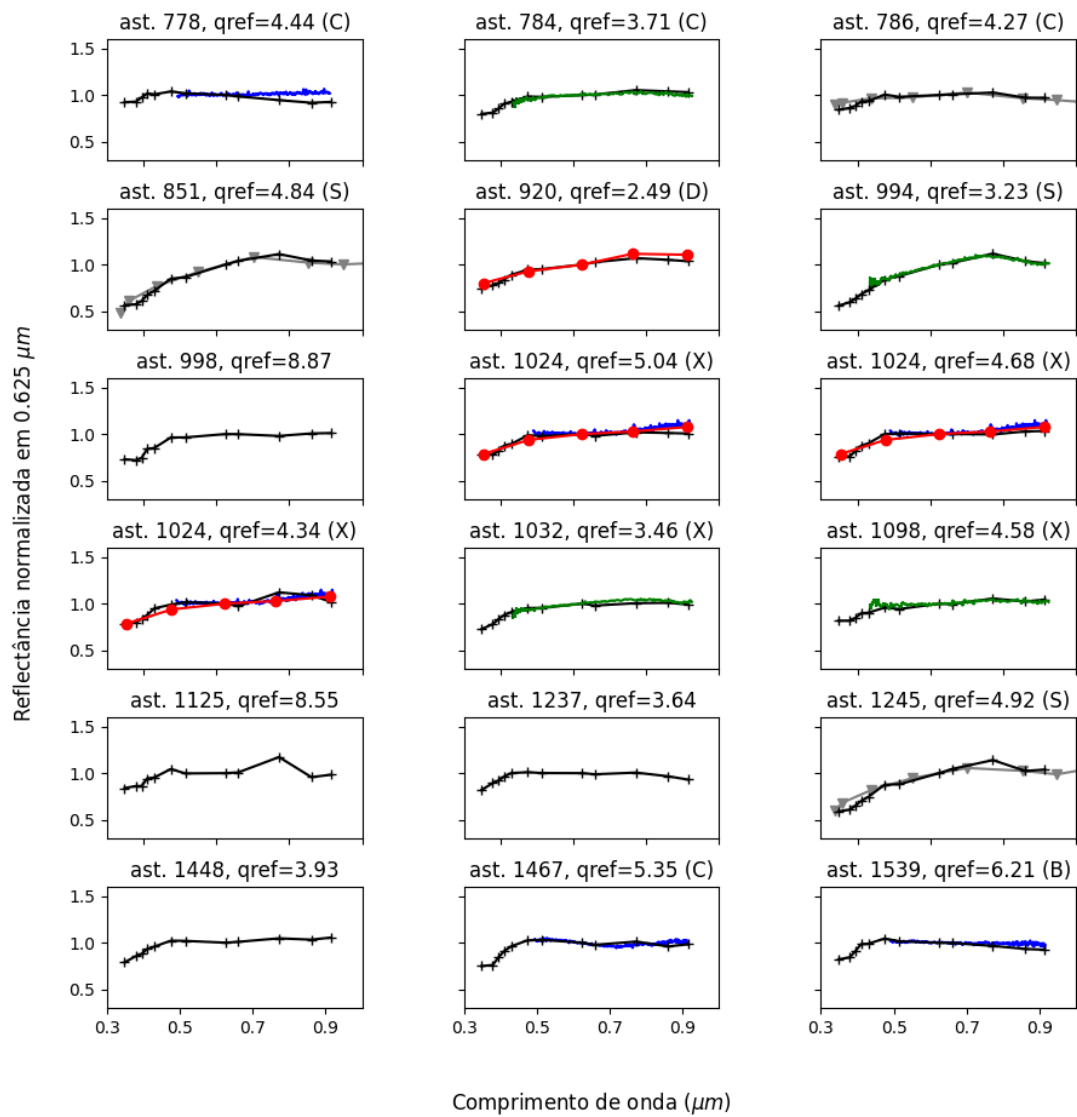 ast. 778, qref=4.44 (C)
ast. 784, qref=3.71 (C)
ast. 786, qref=4.27 (C)
1.5
1.0
0.5
ast. 851, qref=4.84 (S)
ast. 920, qref=2.49 (D)
ast. 994, qref=3.23 (S)
1.5
1.0
0.5
ast. 998, qref=8.87
ast. 1024, qref=5.04 (X)
ast. 1024, qref=4.68 (X)
1.5
1.0
0.5
Reflectância normalizada em 0.625 μm
ast. 1024, qref=4.34 (X)
ast. 1032, qref=3.46 (X)
ast. 1098, qref=4.58 (X)
1.5
1.0
0.5
ast. 1125, qref=8.55
ast. 1237, qref=3.64
ast. 1245, qref=4.92 (S)
1.5
1.0
0.5
ast. 1448, qref=3.93
ast. 1467, qref=5.35 (C)
ast. 1539, qref=6.21 (B)
1.5
1.0
0.5
0.3 0.5 0.7 0.9
0.3 0.5 0.7 0.9
0.3 0.5 0.7 0.9
Comprimento de onda (μm)